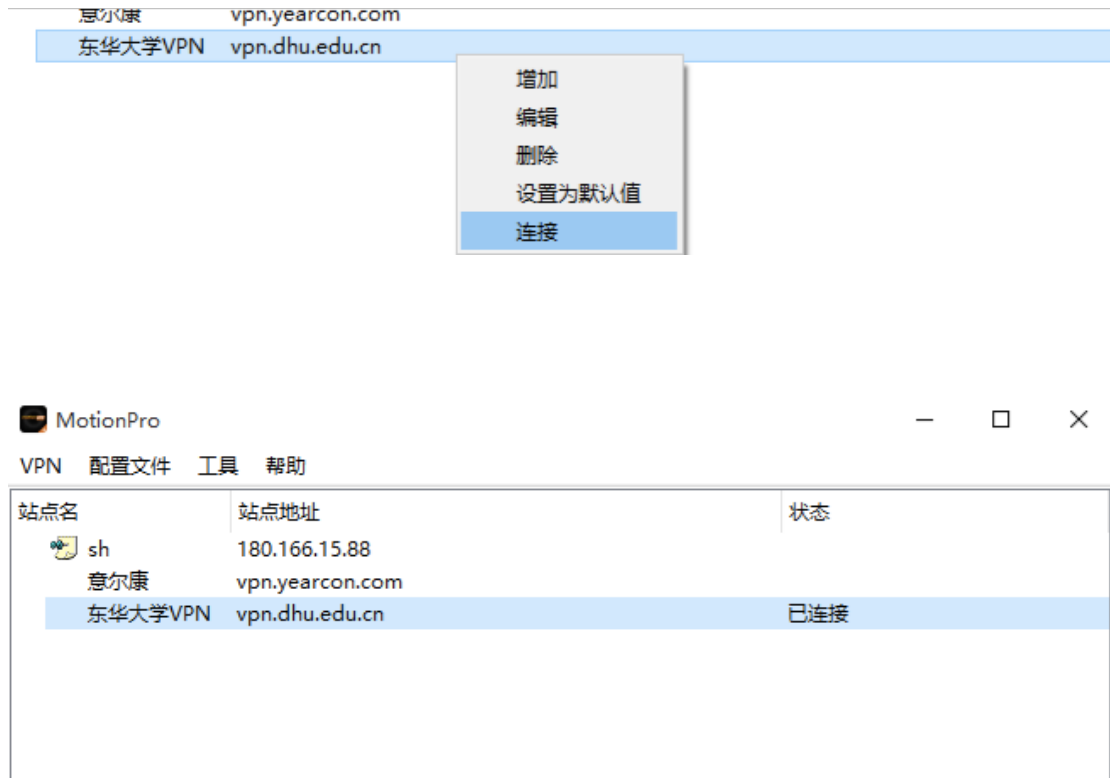 意尔康 vpn.yearcon.com
东华大学VPN vpn.dhu.edu.cn
增加
编辑
删除
设置为默认值
连接
MotionPro
VPN 配置文件 工具 帮助
站点名 站点地址 状态
sh 180.166.15.88
意尔康 vpn.yearcon.com
东华大学VPN vpn.dhu.edu.cn 已连接